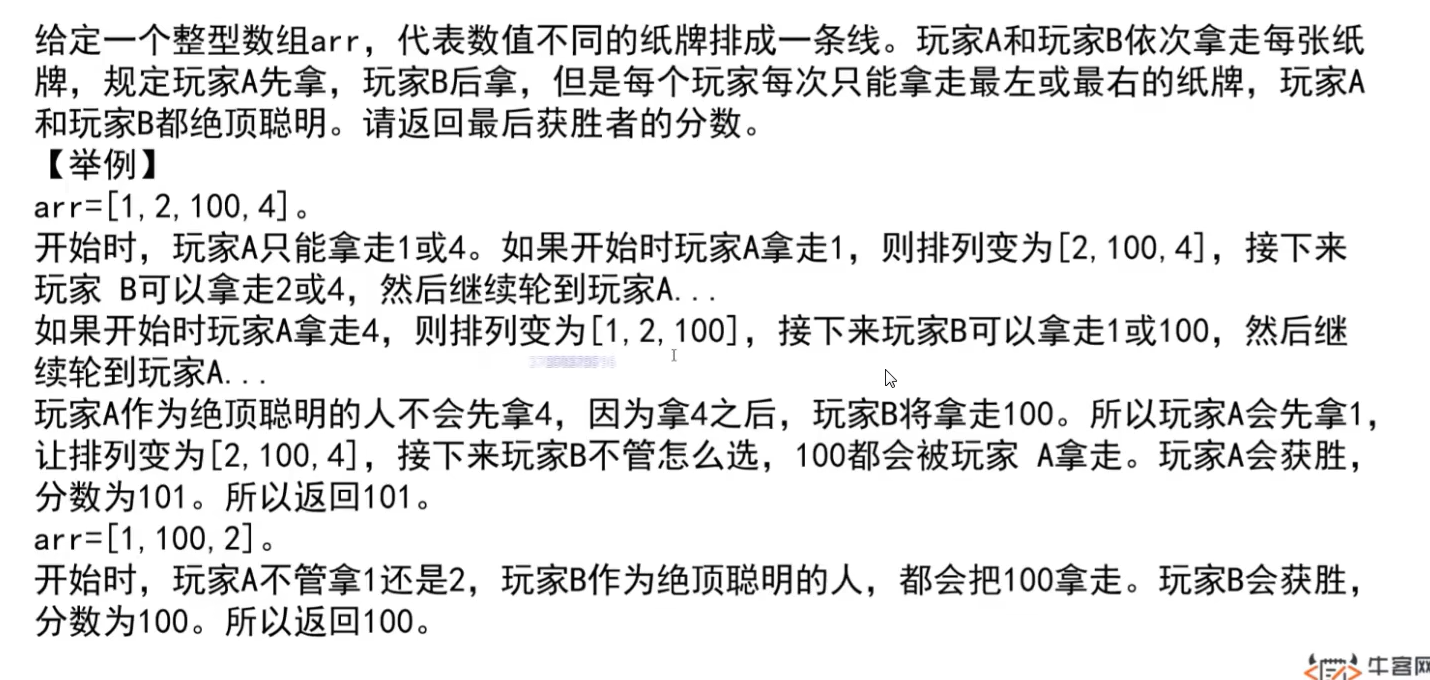 给定一个整型数组arr，代表数值不同的纸牌排成一条线。玩家A和玩家B依次拿走每张纸
牌，规定玩家A先拿，玩家B后拿，但是每个玩家每次只能拿走最左或最右的纸牌，玩家A
和玩家B都绝顶聪明。请返回最后获胜者的分数。
【举例】
arr=[1,2,100,4]。
开始时，玩家A只能拿走1或4。如果开始时玩家A拿走1，则排列变为[2,100,4]，接下来
玩家 B可以拿走2或4，然后继续轮到玩家A...
如果开始时玩家A拿走4，则排列变为[1,2,100]，接下来玩家B可以拿走1或100，然后继
续轮到玩家A...
玩家A作为绝顶聪明的人不会先拿4，因为拿4之后，玩家B将拿走100。所以玩家A会先拿1，
让排列变为[2,100,4]，接下来玩家B不管怎么选，100都会被玩家 A拿走。玩家A会获胜，
分数为101。所以返回101。
arr=[1,100,2]。
开始时，玩家A不管拿1还是2，玩家B作为绝顶聪明的人，都会把100拿走。玩家B会获胜，
分数为100。所以返回100。
牛客网